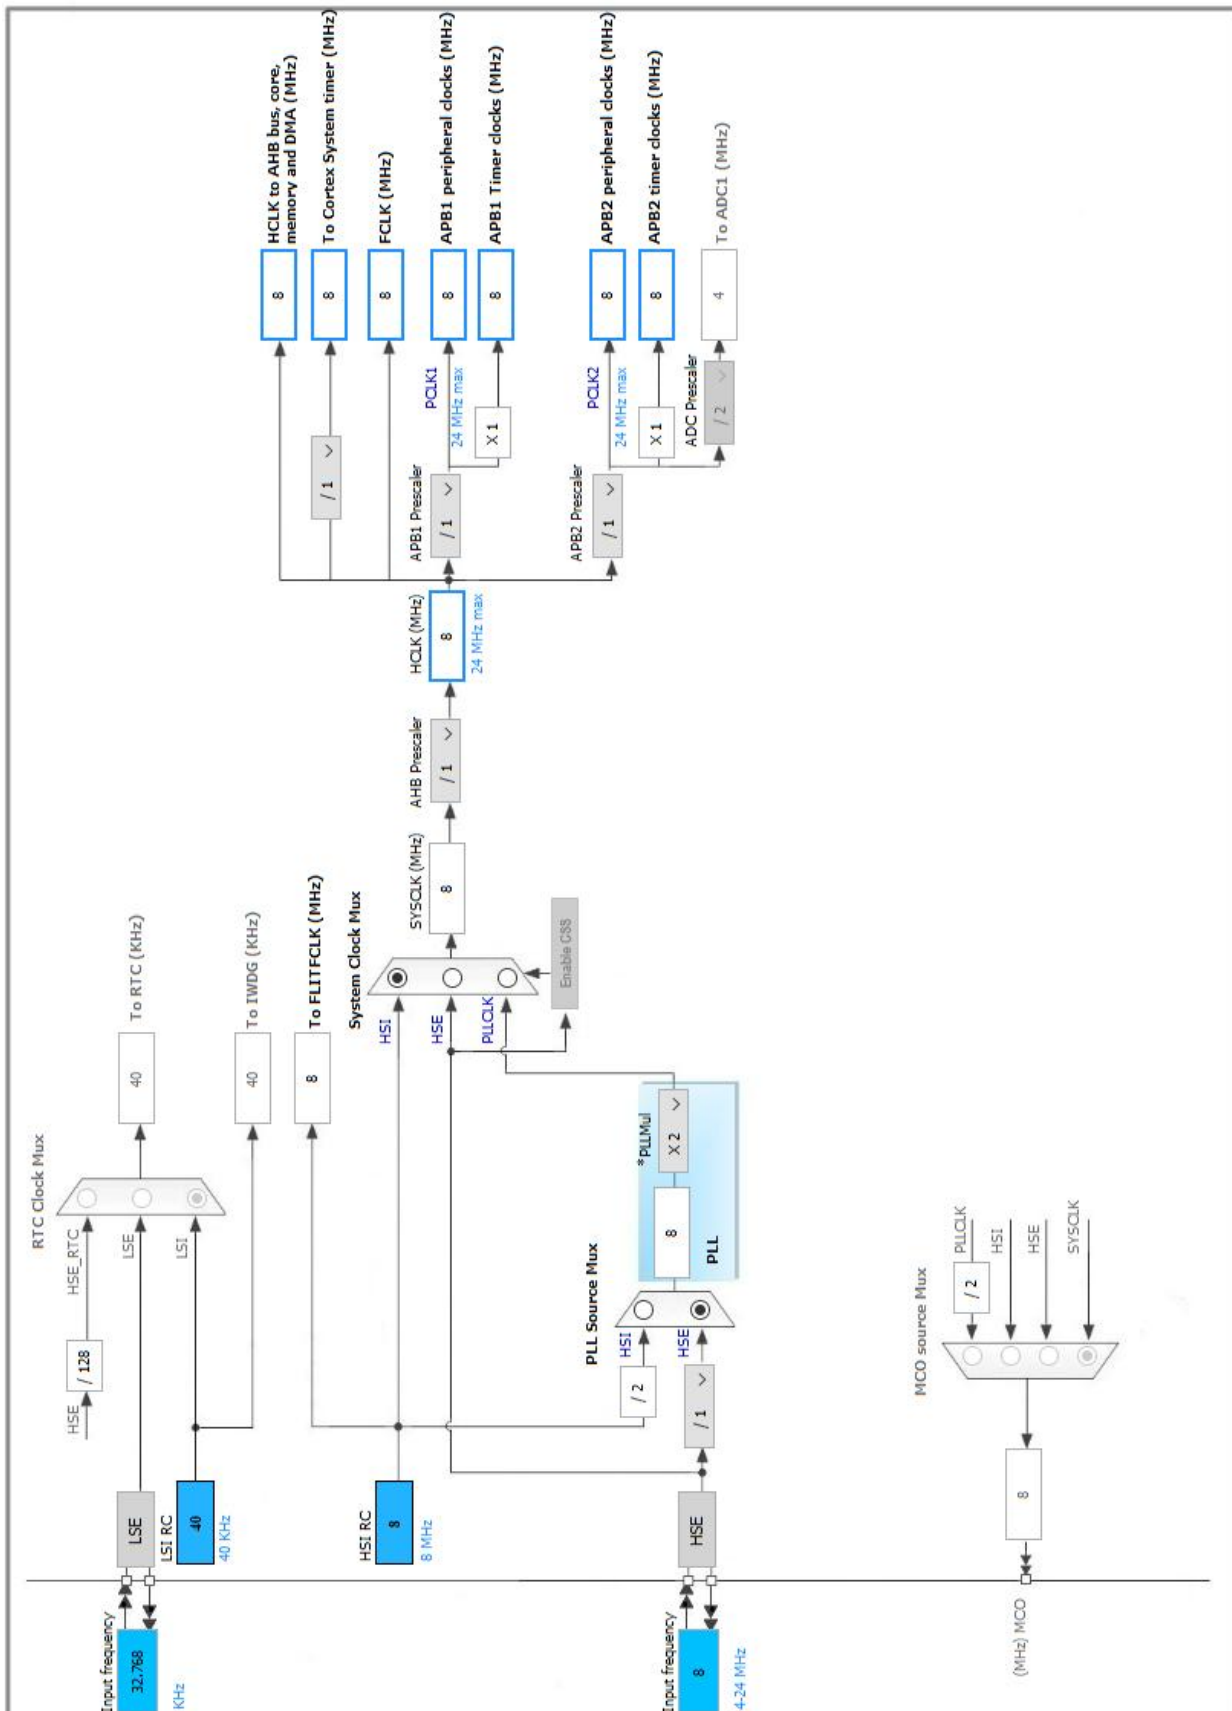 RTC Clock Mux
HSE
/ 128
HSE_RTC
Input frequency
32.768
KHz
LSE
LSE
LSI RC
40
40 KHz
LSI
40
To RTC (KHz)
40
To IWDG (KHz)
8
To FLITFCLK (MHz)
HSI RC
8
8 MHz
System Clock Mux
HSI
HSE
PLLCLK
Enable CSS
SYSCLK (MHz)
8
AHB Prescaler
/ 1
HCLK (MHz)
8
24 MHz max
PLL Source Mux
/ 2
HSI
Input frequency
8
4-24 MHz
HSE
/ 1
HSE
8
*PLLMul
X 2
PLL
8
HCLK to AHB bus, core,
memory and DMA (MHz)
/ 1
8
To Cortex System timer (MHz)
8
FCLK (MHz)
APB1 Prescaler
/ 1
PCLK1
24 MHz max
8
APB1 peripheral clocks (MHz)
X 1
8
APB1 Timer clocks (MHz)
APB2 Prescaler
/ 1
PCLK2
24 MHz max
8
APB2 peripheral clocks (MHz)
X 1
8
APB2 timer clocks (MHz)
ADC Prescaler
/ 2
4
To ADC1 (MHz)
MCO source Mux
(MHz) MCO
8
/ 2
PLLCLK
HSI
HSE
SYSCLK